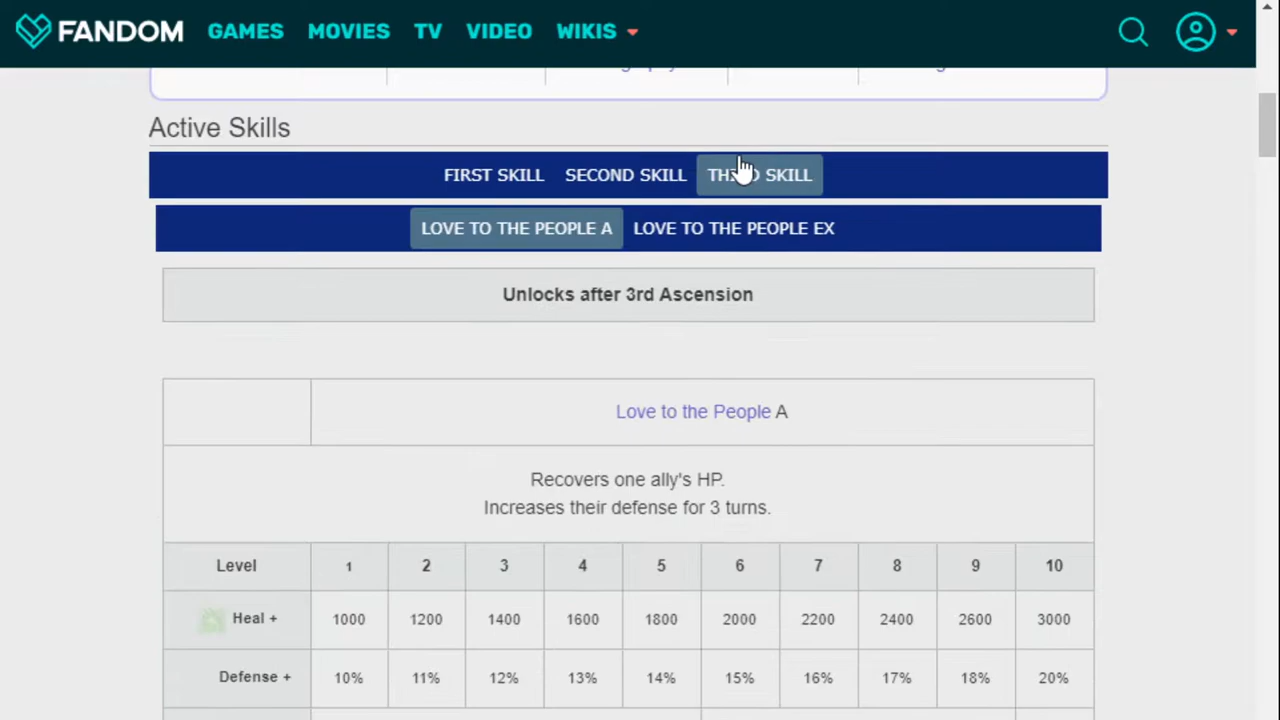 FANDOM GAMES MOVIES TV VIDEO WIKIS
Active Skills
FIRST SKILL SECOND SKILL SKILL
LOVE TO THE PEOPLE A LOVE TO THE PEOPLE EX
Unlocks after 3rd Ascension
Love to the People A
Recovers one ally's HP.
Increases their defense for 3 turns.
Level 1 2 3 4 5 6 7 8 9 10
Heal + 1000 1200 1400 1600 1800 2000 2200 2400 2600 3000
Defense + 10% 11% 12% 13% 14% 15% 16% 17% 18% 20%